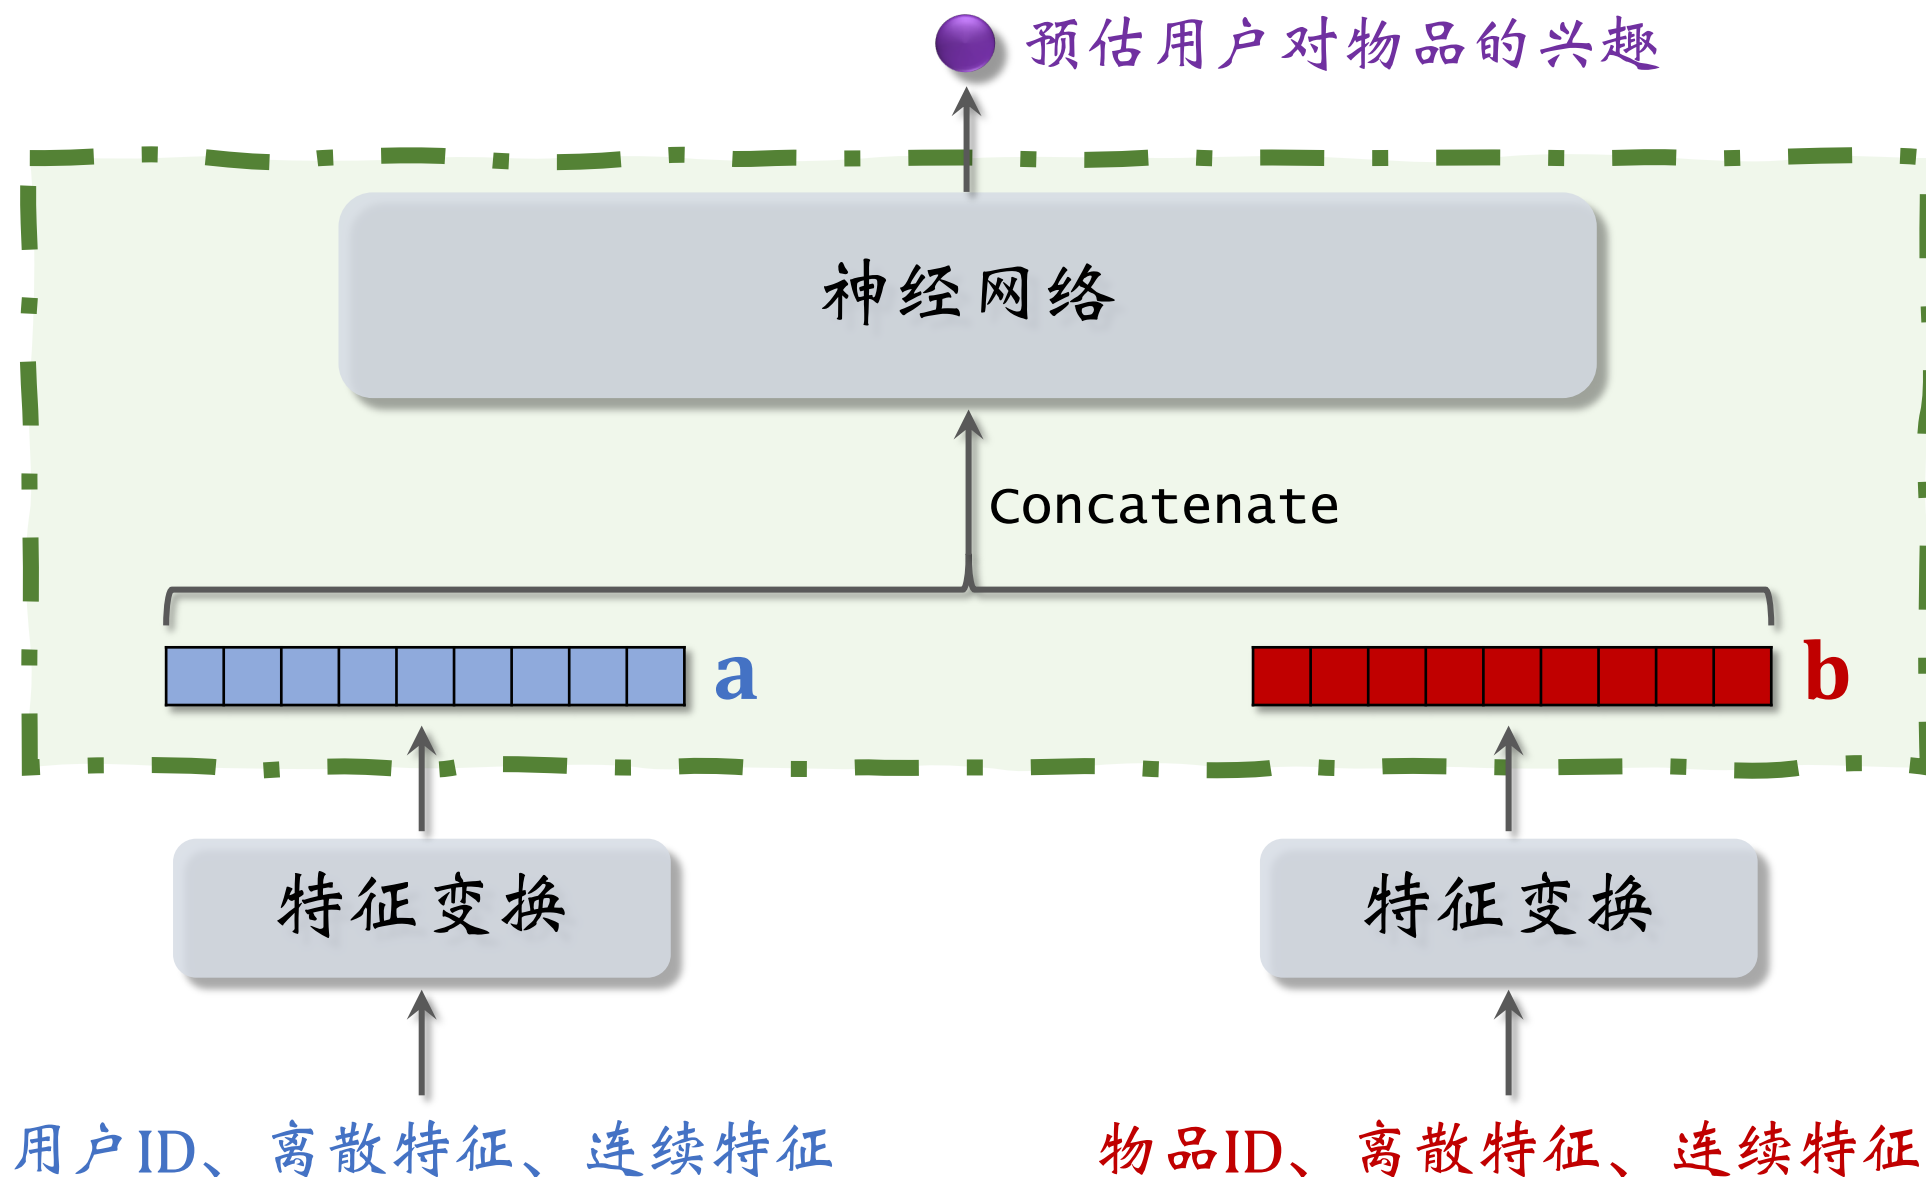 预估用户对物品的兴趣
神经网络
Concatenate
a
b
特征变换
特征变换
用户ID、离散特征、连续特征
物品ID、离散特征、连续特征